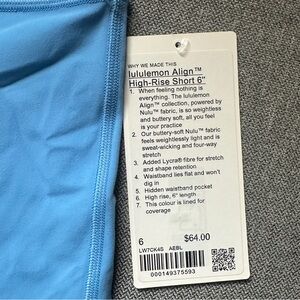 WHY WE MADE THIS
lululemon Align™
High-Rise Short 6"
1. When feeling nothing is
everything. The lululemon
Align™ collection, powered by
Nulu™ fabric, is so weightless
and buttery soft, all you feel
is your practice
2. Our buttery-soft Nulu™ fabric
feels weightlessly light and is
sweat-wicking and four-way
stretch
3. Added Lycra® fibre for stretch
and shape retention
4. Waistband lies flat and won't
dig in
5. Hidden waistband pocket
6. High rise, 6" length
7. This colour is lined for
coverage
6 $64.00
LW7CK4S AEBL
000149375593